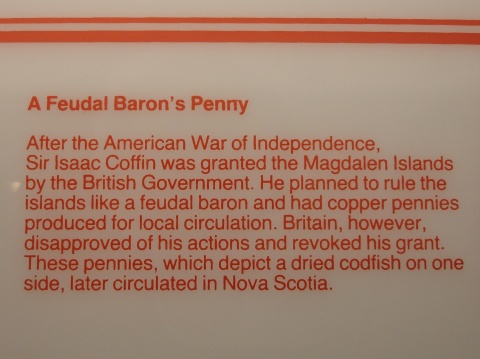 A Feudal Baron's Penny
After the American War of Independence,
Sir Isaac Coffin was granted the Magdalen Islands
by the British Government. He planned to rule the
islands like a feudal baron and had copper pennies
produced for local circulation. Britain, however,
disapproved of his actions and revoked his grant.
These pennies, which depict a dried codfish on one
side, later circulated in Nova Scotia.